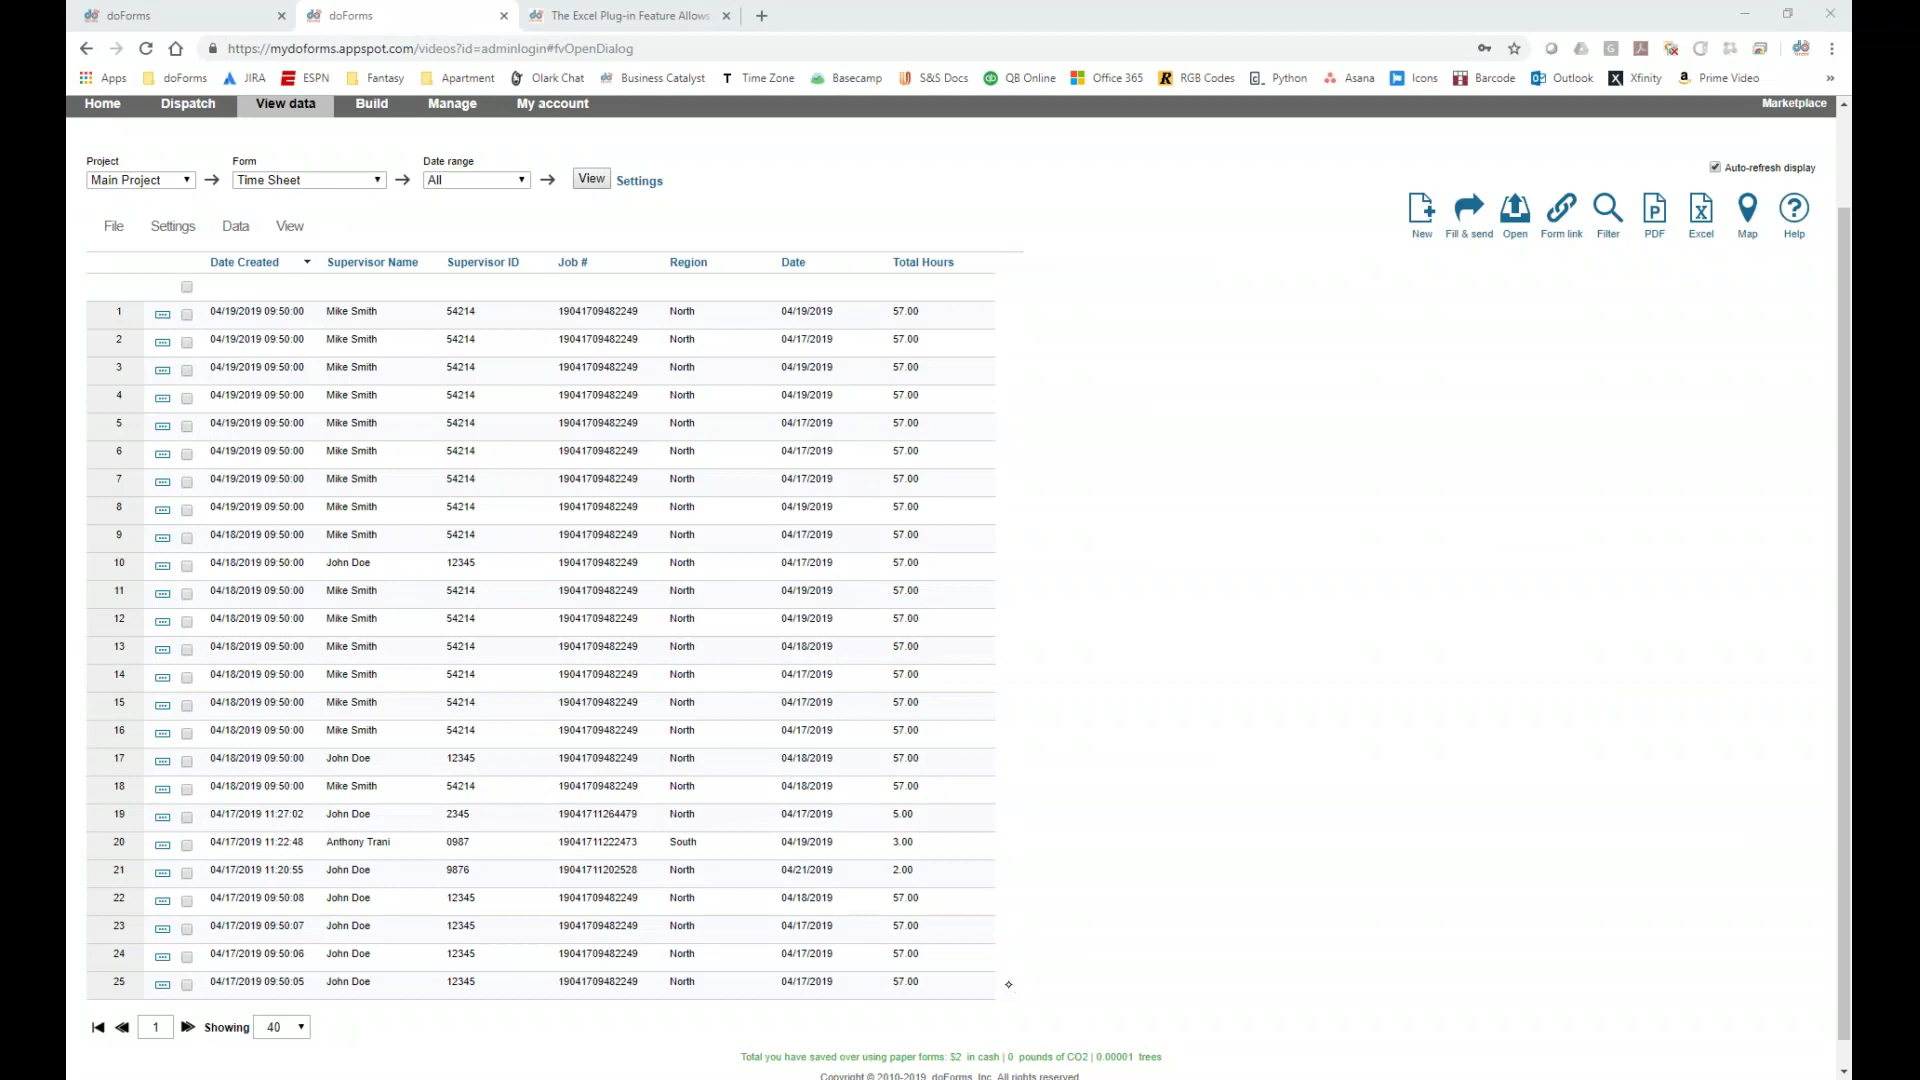 doForms
doForms
The Excel Plug-in Feature Allows
https://mydoforms.appspot.com/videos?id=adminlogin#fvOpenDialog
Apps doForms JIRA ESPN Fantasy Apartment Olark Chat Business Catalyst Time Zone Basecamp S&S Docs QB Online Office 365 RGB Codes Python Asana Icons Barcode Outlook Xfinity Prime Video »
Home Dispatch View data Build Manage My account Marketplace
Project Form Date range
Main Project Time Sheet All View Settings
Auto-refresh display
New Fill & send Open Form link Filter PDF Excel Map Help
File Settings Data View
Date Created Supervisor Name Supervisor ID Job # Region Date Total Hours
1 04/19/2019 09:50:00 Mike Smith 54214 19041709482249 North 04/19/2019 57.00
2 04/19/2019 09:50:00 Mike Smith 54214 19041709482249 North 04/17/2019 57.00
3 04/19/2019 09:50:00 Mike Smith 54214 19041709482249 North 04/19/2019 57.00
4 04/19/2019 09:50:00 Mike Smith 54214 19041709482249 North 04/19/2019 57.00
5 04/19/2019 09:50:00 Mike Smith 54214 19041709482249 North 04/17/2019 57.00
6 04/19/2019 09:50:00 Mike Smith 54214 19041709482249 North 04/17/2019 57.00
7 04/19/2019 09:50:00 Mike Smith 54214 19041709482249 North 04/17/2019 57.00
8 04/19/2019 09:50:00 Mike Smith 54214 19041709482249 North 04/19/2019 57.00
9 04/18/2019 09:50:00 Mike Smith 54214 19041709482249 North 04/17/2019 57.00
10 04/18/2019 09:50:00 John Doe 12345 19041709482249 North 04/17/2019 57.00
11 04/18/2019 09:50:00 Mike Smith 54214 19041709482249 North 04/19/2019 57.00
12 04/18/2019 09:50:00 Mike Smith 54214 19041709482249 North 04/19/2019 57.00
13 04/18/2019 09:50:00 Mike Smith 54214 19041709482249 North 04/18/2019 57.00
14 04/18/2019 09:50:00 Mike Smith 54214 19041709482249 North 04/17/2019 57.00
15 04/18/2019 09:50:00 Mike Smith 54214 19041709482249 North 04/17/2019 57.00
16 04/18/2019 09:50:00 Mike Smith 54214 19041709482249 North 04/17/2019 57.00
17 04/18/2019 09:50:00 John Doe 12345 19041709482249 North 04/18/2019 57.00
18 04/18/2019 09:50:00 Mike Smith 54214 19041709482249 North 04/18/2019 57.00
19 04/17/2019 11:27:02 John Doe 2345 19041711264479 North 04/17/2019 5.00
20 04/17/2019 11:22:48 Anthony Trani 0987 19041711222473 South 04/19/2019 3.00
21 04/17/2019 11:20:55 John Doe 9876 19041711202528 North 04/21/2019 2.00
22 04/17/2019 09:50:08 John Doe 12345 19041709482249 North 04/18/2019 57.00
23 04/17/2019 09:50:07 John Doe 12345 19041709482249 North 04/17/2019 57.00
24 04/17/2019 09:50:06 John Doe 12345 19041709482249 North 04/17/2019 57.00
25 04/17/2019 09:50:05 John Doe 12345 19041709482249 North 04/17/2019 57.00
1 Showing 40
Total you have saved over using paper forms: $2 in cash | 0 pounds of CO2 | 0.00001 trees
Copyright © 2010-2019, doForms, Inc. All rights reserved